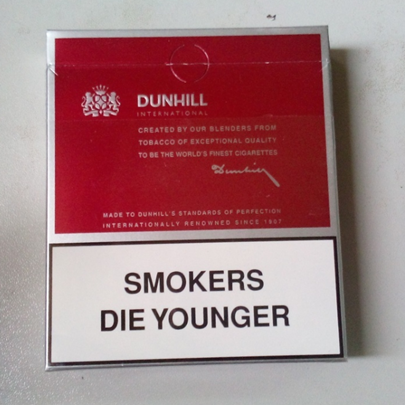 DUNHILL
INTERNATIONAL
CREATED BY OUR BLENDERS FROM
TOBACCO OF EXCEPTIONAL QUALITY
TO BE THE WORLD'S FINEST CIGARETTES
Dunhill
MADE TO DUNHILL'S STANDARDS OF PERFECTION
INTERNATIONALLY RENOWNED SINCE 1907
SMOKERS
DIE YOUNGER